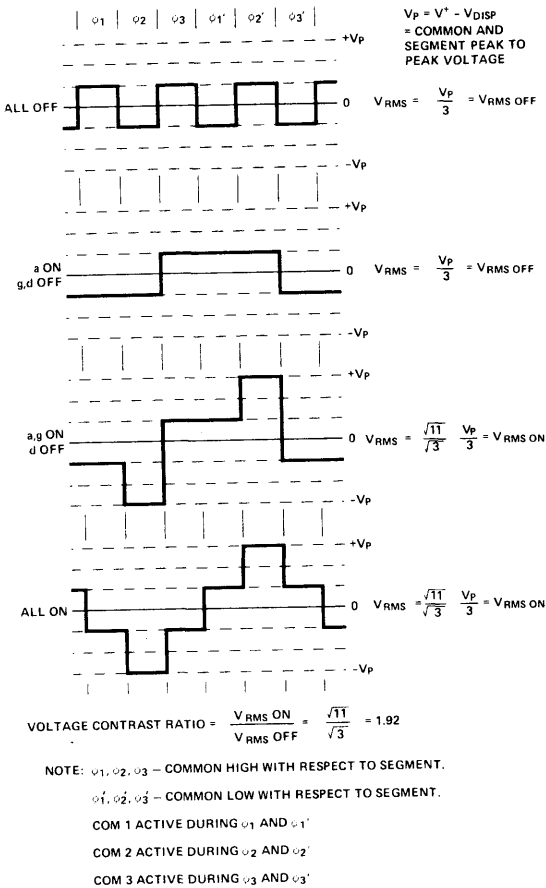 φ1 φ2 φ3 φ1' φ2' φ3'
VP = V+ - VDISP
= COMMON AND
SEGMENT PEAK TO
PEAK VOLTAGE
+VP
ALL OFF
0
VRMS = VP/3 = VRMS OFF
-VP
+VP
a ON
g,d OFF
0
VRMS = VP/3 = VRMS OFF
-VP
+VP
a,g ON
d OFF
0
VRMS = √11/√3 VP/3 = VRMS ON
-VP
+VP
ALL ON
0
VRMS = √11/√3 VP/3 = VRMS ON
-VP
VOLTAGE CONTRAST RATIO = VRMS ON/VRMS OFF = √11/√3 = 1.92
NOTE: φ1, φ2, φ3 – COMMON HIGH WITH RESPECT TO SEGMENT.
φ1', φ2', φ3' – COMMON LOW WITH RESPECT TO SEGMENT.
COM 1 ACTIVE DURING φ1 AND φ1'
COM 2 ACTIVE DURING φ2 AND φ2'
COM 3 ACTIVE DURING φ3 AND φ3'